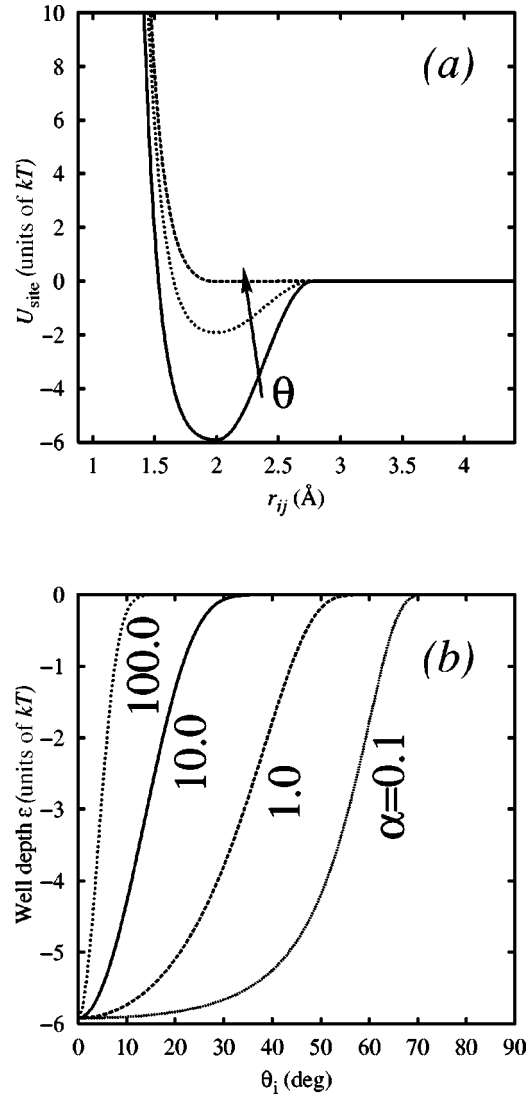 (a)
10
8
6
4
2
0
-2
-4
-6
U_site (units of kT)
θ
1 1.5 2 2.5 3 3.5 4
r_ij (Å)
(b)
0
-1
-2
-3
-4
-5
-6
Well depth ε (units of kT)
100.0
10.0
1.0
α=0.1
0 10 20 30 40 50 60 70 80 90
θ_i (deg)